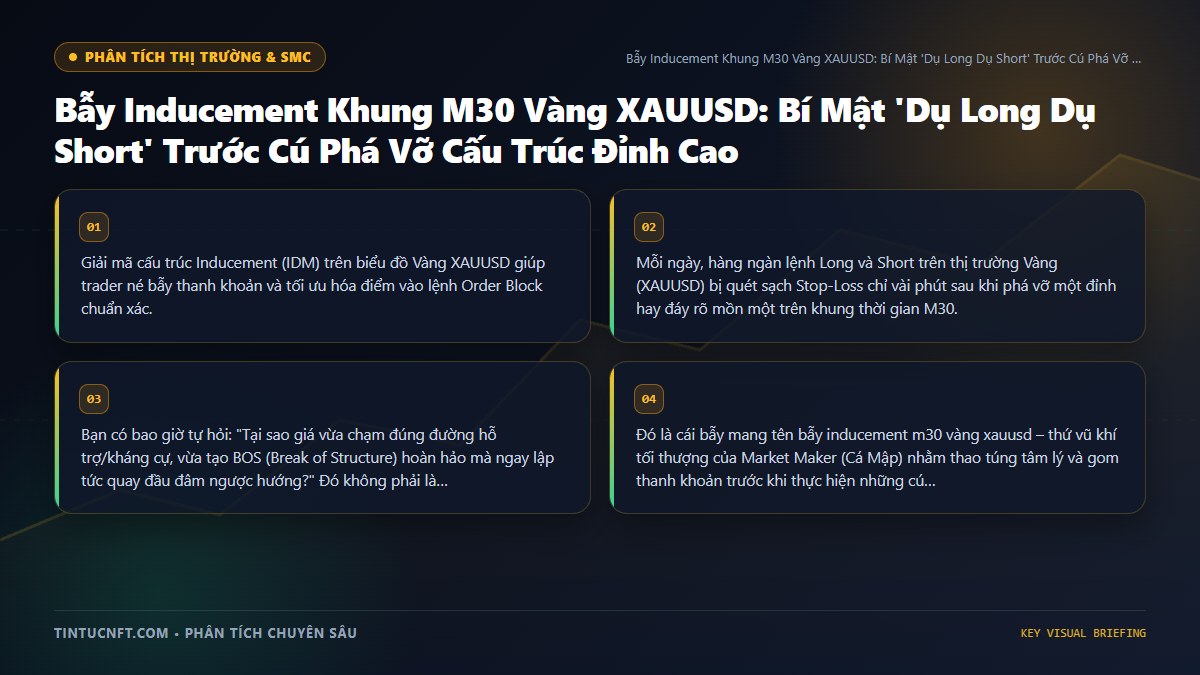 PHÂN TÍCH THỊ TRƯỜNG & SMC
Bẫy Inducement Khung M30 Vàng XAUUSD: Bí Mật 'Dụ Long Dụ Short' Trước Cú Phá Vỡ ...
Bẫy Inducement Khung M30 Vàng XAUUSD: Bí Mật 'Dụ Long Dụ
Short' Trước Cú Phá Vỡ Cấu Trúc Đỉnh Cao
01
Giải mã cấu trúc Inducement (IDM) trên biểu đồ Vàng XAUUSD giúp
trader né bẫy thanh khoản và tối ưu hóa điểm vào lệnh Order Block
chuẩn xác.
02
Mỗi ngày, hàng ngàn lệnh Long và Short trên thị trường Vàng
(XAUUSD) bị quét sạch Stop-Loss chỉ vài phút sau khi phá vỡ một đỉnh
hay đáy rõ mồn một trên khung thời gian M30.
03
Bạn có bao giờ tự hỏi: "Tại sao giá vừa chạm đúng đường hỗ
trợ/kháng cự, vừa tạo BOS (Break of Structure) hoàn hảo mà ngay lập
tức quay đầu đâm ngược hướng?" Đó không phải là...
04
Đó là cái bẫy mang tên bẫy inducement m30 vàng xauusd – thứ vũ khí
tối thượng của Market Maker (Cá Mập) nhằm thao túng tâm lý và gom
thanh khoản trước khi thực hiện những cú...
TINTUCNFT.COM • PHÂN TÍCH CHUYÊN SÂU
KEY VISUAL BRIEFING